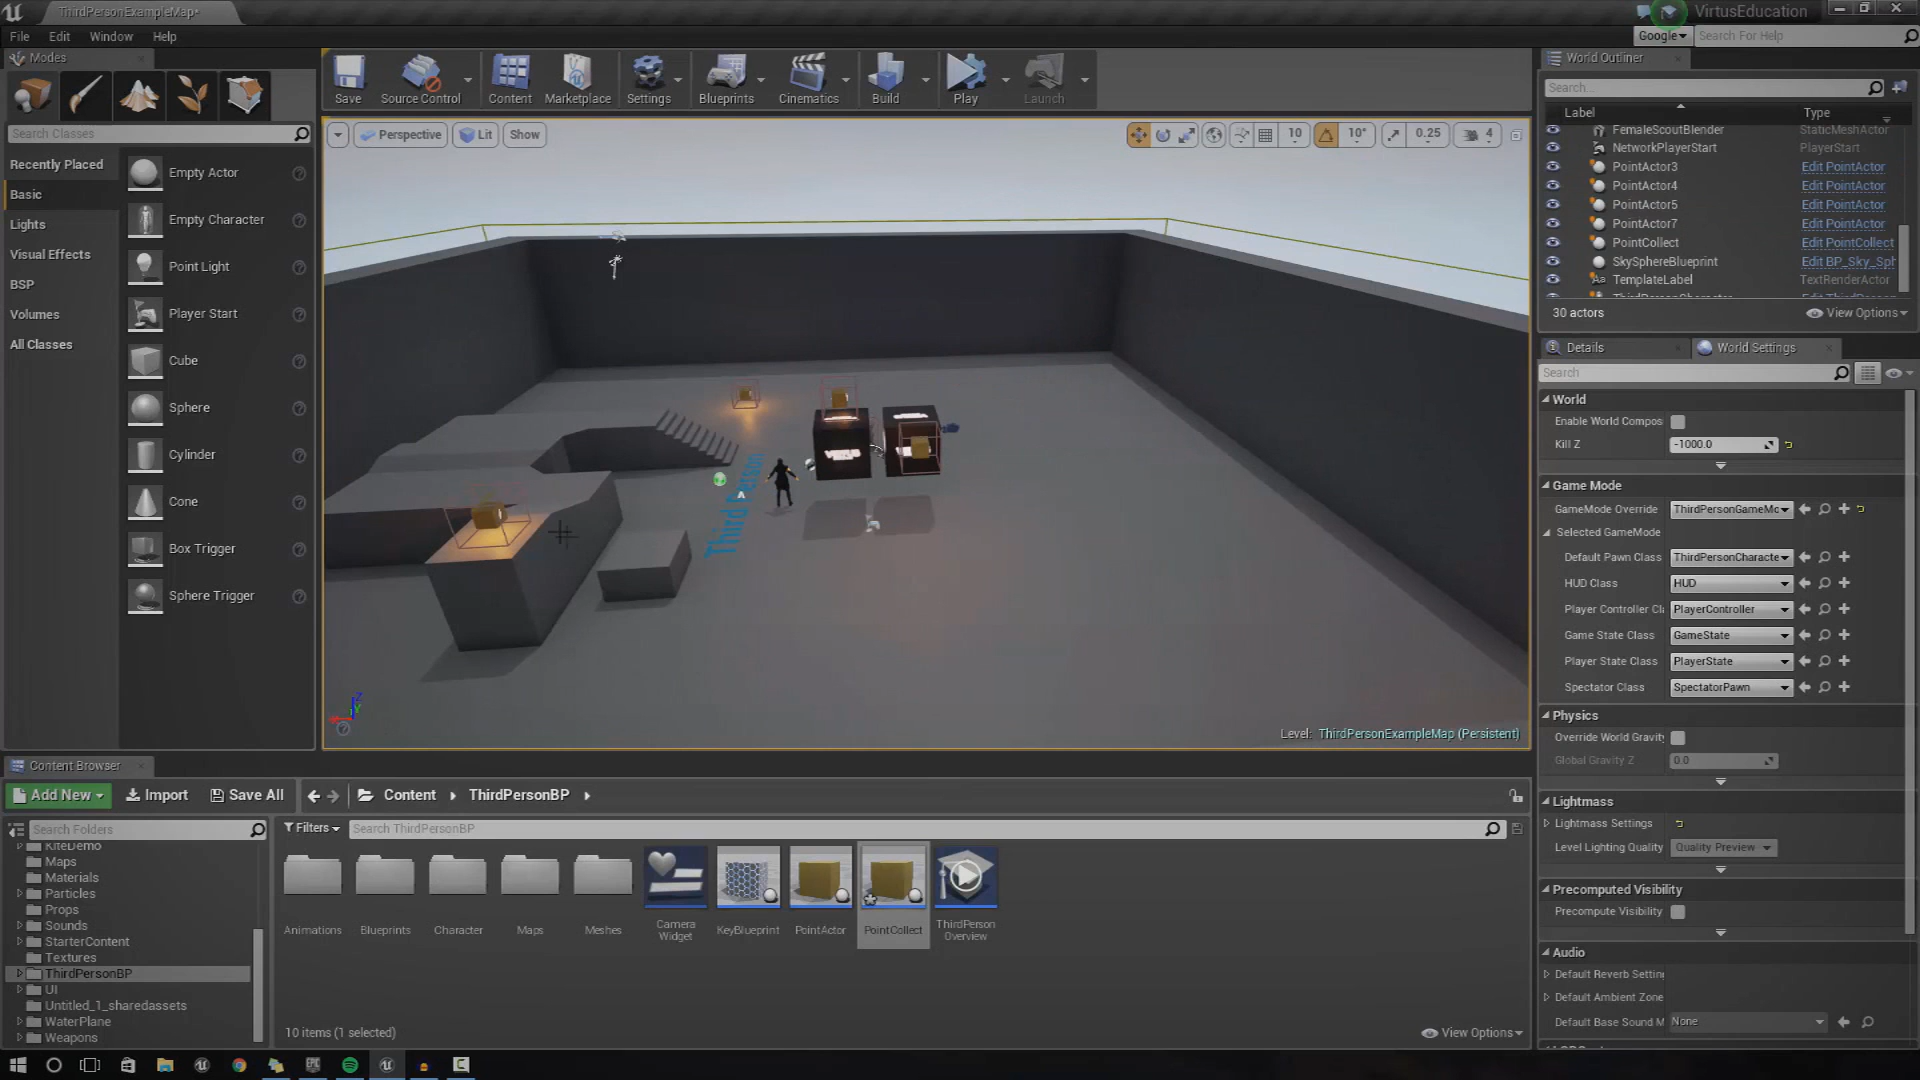 ThirdPersonExampleMap*
VirtusEducation
File Edit Window Help
Google
Search For Help
Modes
Save
Source Control
Content
Marketplace
Settings
Blueprints
Cinematics
Build
Play
Launch
Search Classes
Recently Placed
Basic
Lights
Visual Effects
BSP
Volumes
All Classes
Empty Actor
Empty Character
Point Light
Player Start
Cube
Sphere
Cylinder
Cone
Box Trigger
Sphere Trigger
Perspective
Lit
Show
10
10°
0.25
4
Third Person
Level: ThirdPersonExampleMap (Persistent)
World Outliner
Search...
Label Type
FemaleScoutBlender StaticMeshActor
NetworkPlayerStart PlayerStart
PointActor3 Edit PointActor
PointActor4 Edit PointActor
PointActor5 Edit PointActor
PointActor7 Edit PointActor
PointCollect Edit PointCollect
SkySphereBlueprint Edit BP_Sky_Sph
TemplateLabel TextRenderActor
30 actors
View Options
Details
World Settings
Search
World
Enable World Compos
Kill Z -1000.0
Game Mode
GameMode Override ThirdPersonGameMc
Selected GameMode
Default Pawn Class ThirdPersonCharacte
HUD Class HUD
Player Controller Cl PlayerController
Game State Class GameState
Player State Class PlayerState
Spectator Class SpectatorPawn
Physics
Override World Gravit
Global Gravity Z 0.0
Lightmass
Lightmass Settings
Level Lighting Quality Quality Preview
Precomputed Visibility
Precompute Visibility
Audio
Default Reverb Settin
Default Ambient Zone
Default Base Sound M None
Content Browser
Add New
Import
Save All
Content
ThirdPersonBP
Search Folders
Filters
Search ThirdPersonBP
KiteDemo
Maps
Materials
Particles
Props
Sounds
StarterContent
Textures
ThirdPersonBP
UI
Untitled_1_sharedassets
WaterPlane
Weapons
Animations
Blueprints
Character
Maps
Meshes
Camera
Widget
KeyBlueprint
PointActor
PointCollect
ThirdPerson
Overview
10 items (1 selected)
View Options